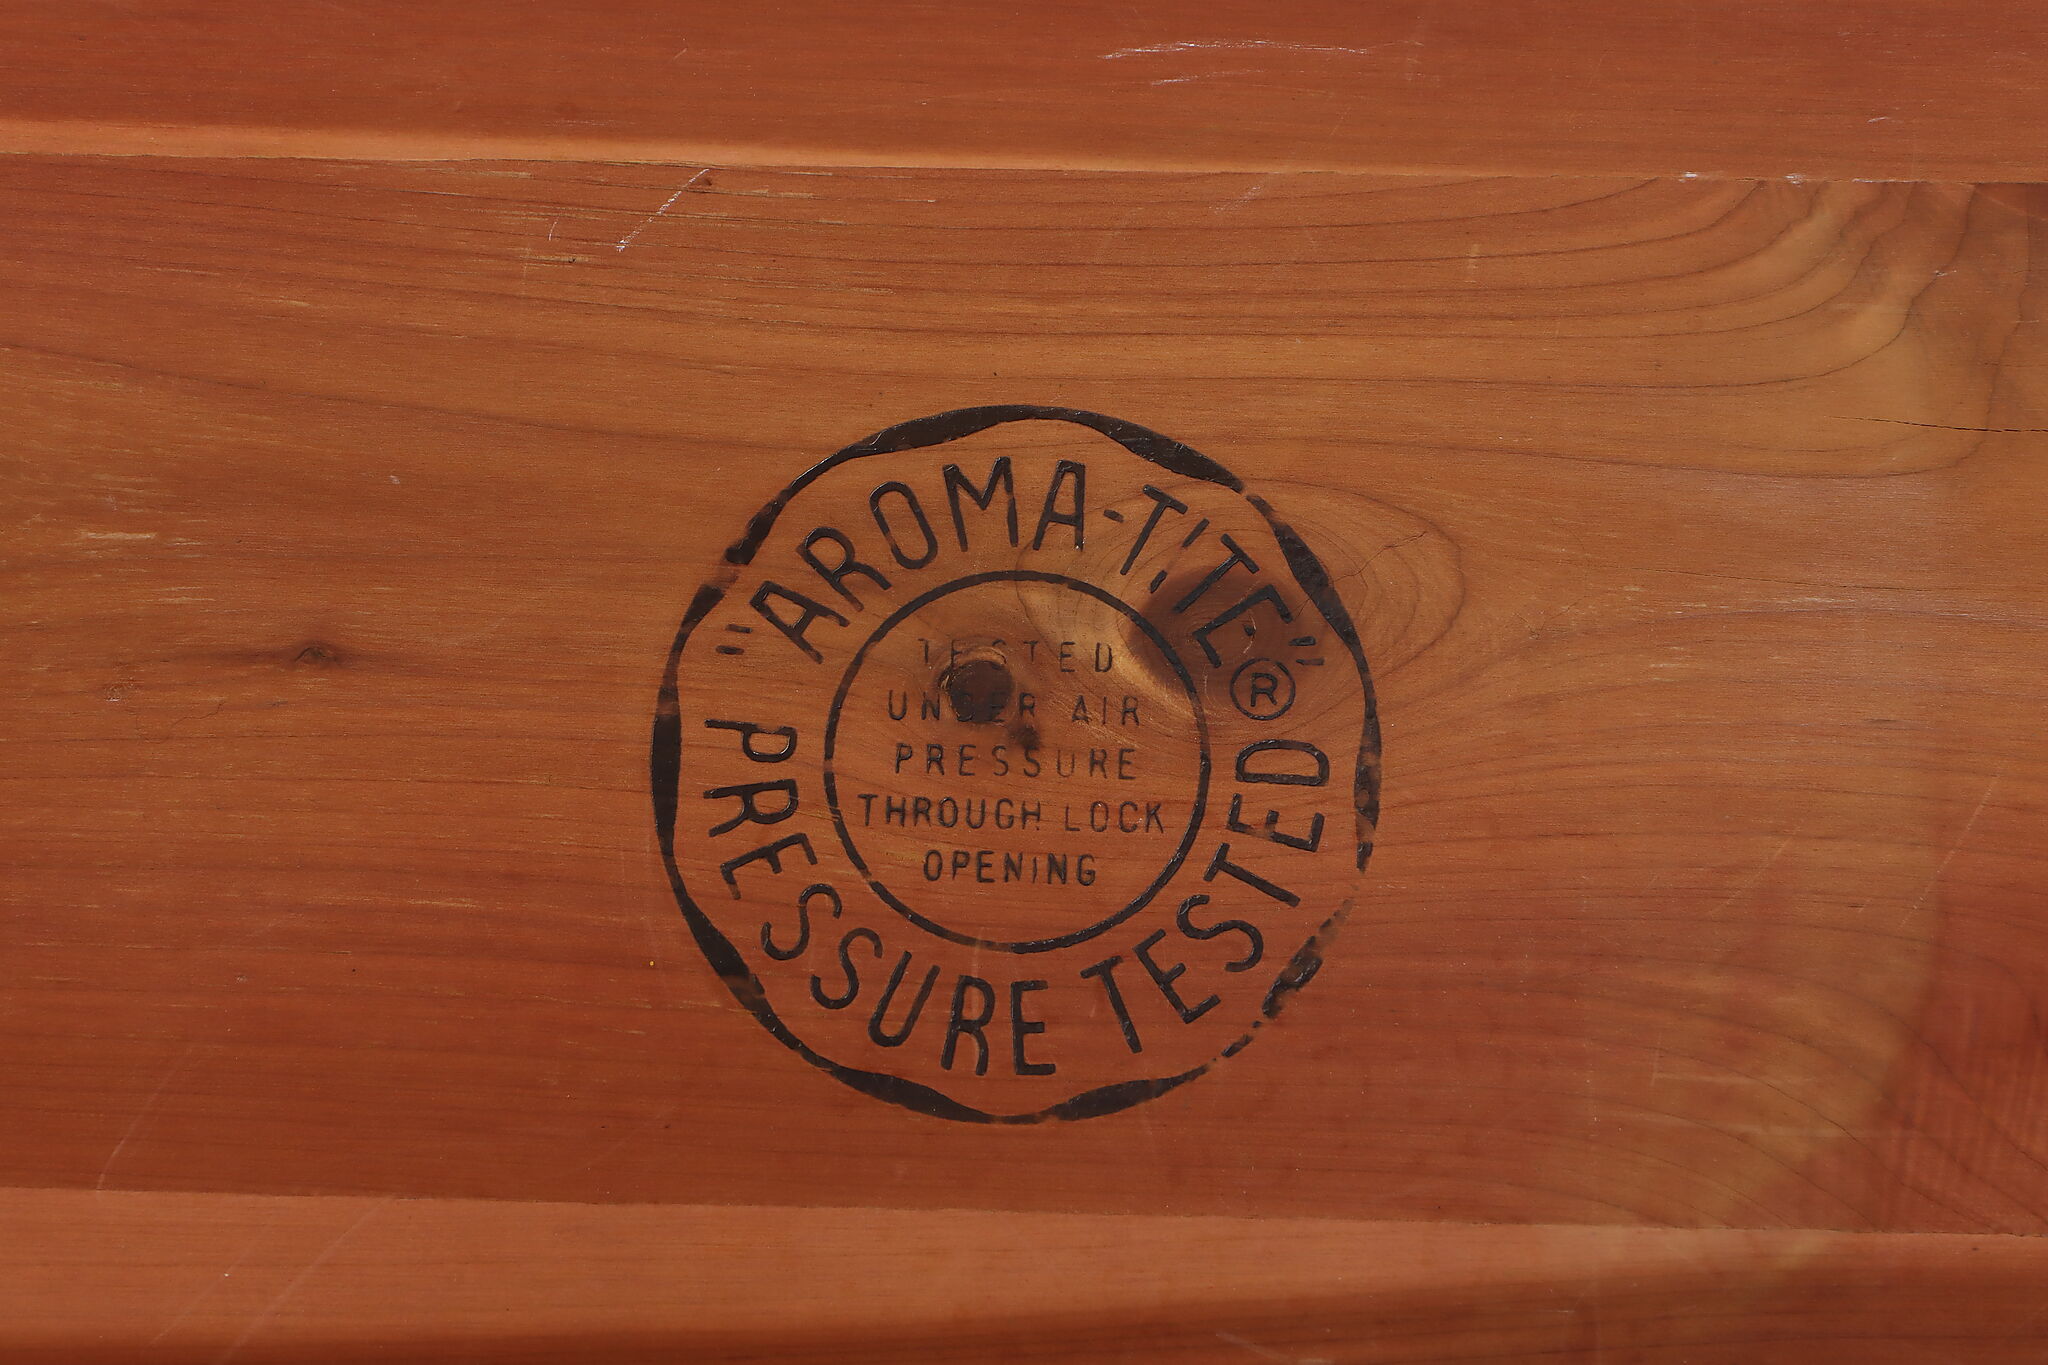 "AROMA-TITE"®
PRESSURE TESTED
TESTED
UNDER AIR
PRESSURE
THROUGH LOCK
OPENING